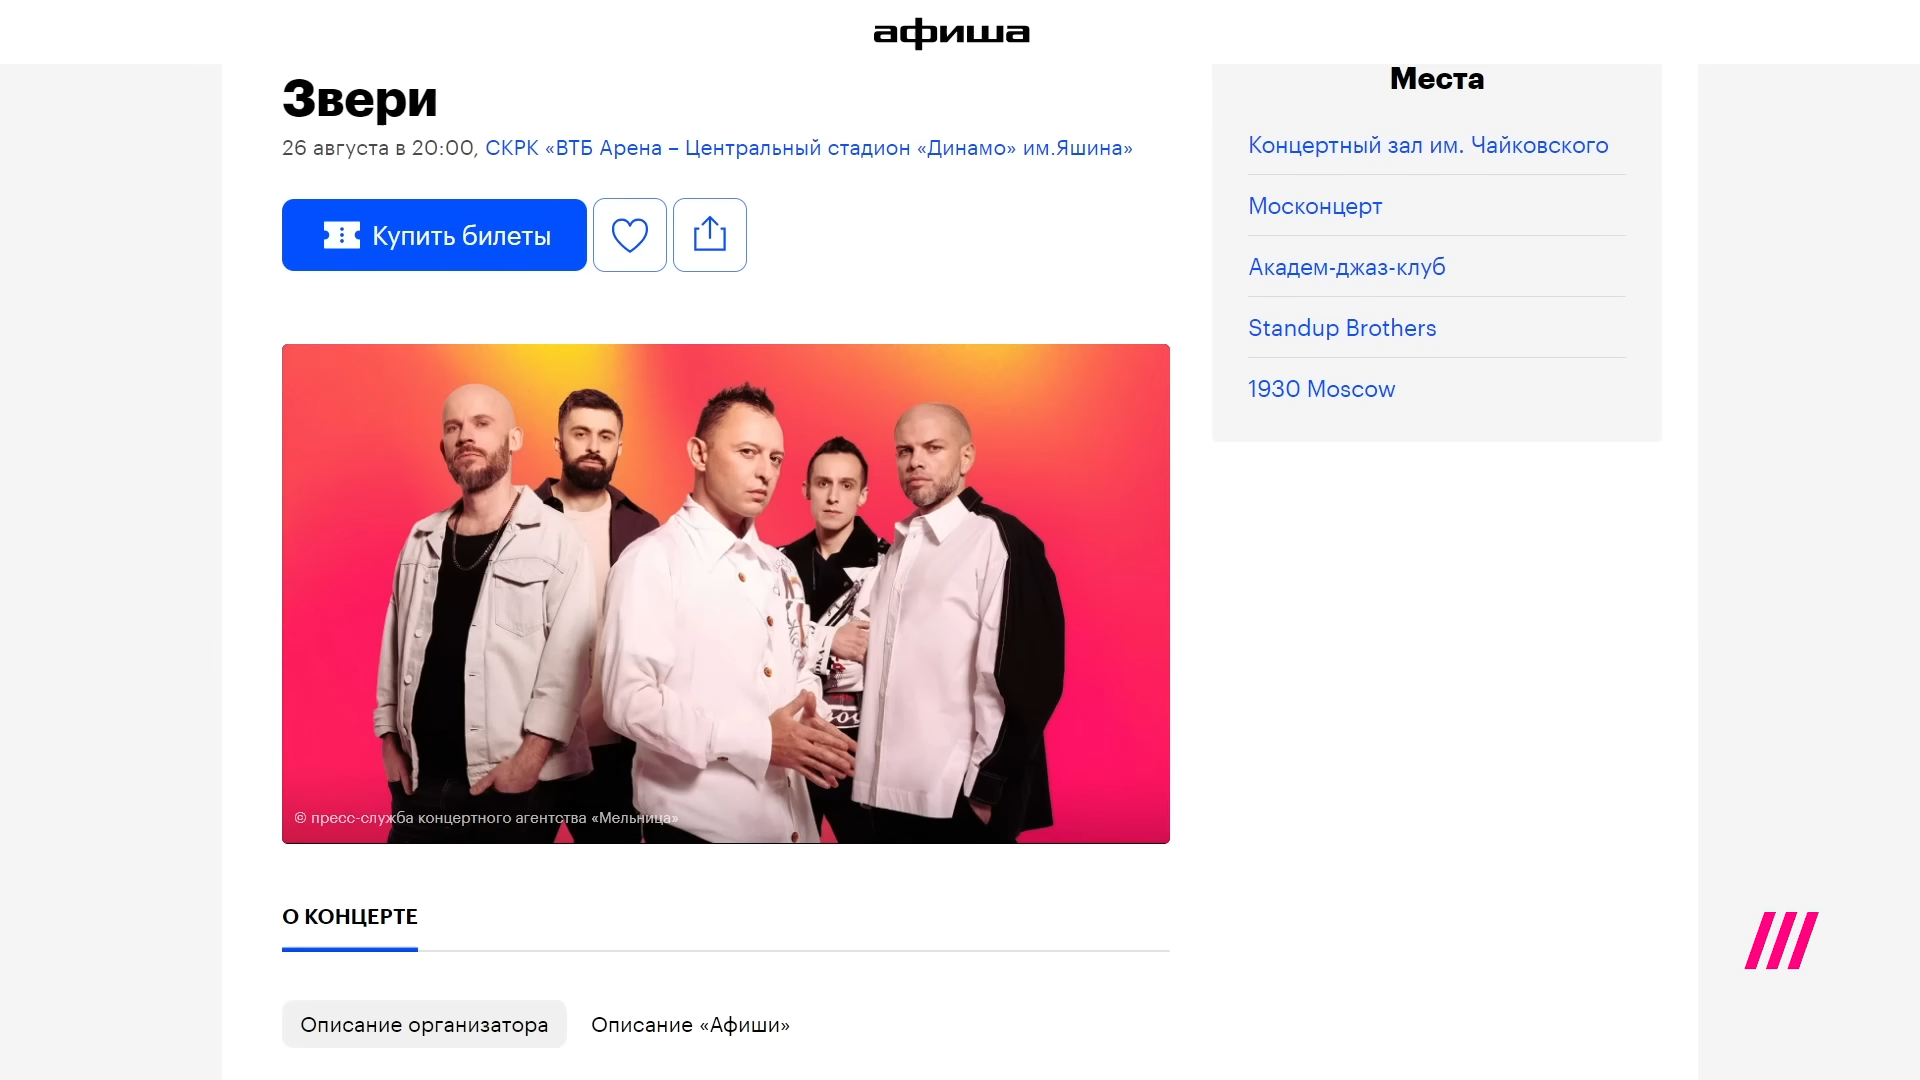 афиша
Звери
26 августа в 20:00, СКРК «ВТБ Арена – Центральный стадион «Динамо» им.Яшина»
Купить билеты
© пресс-служба концертного агентства «Мельница»
О КОНЦЕРТЕ
Описание организатора
Описание «Афиши»
Места
Концертный зал им. Чайковского
Москонцерт
Академ-джаз-клуб
Standup Brothers
1930 Moscow